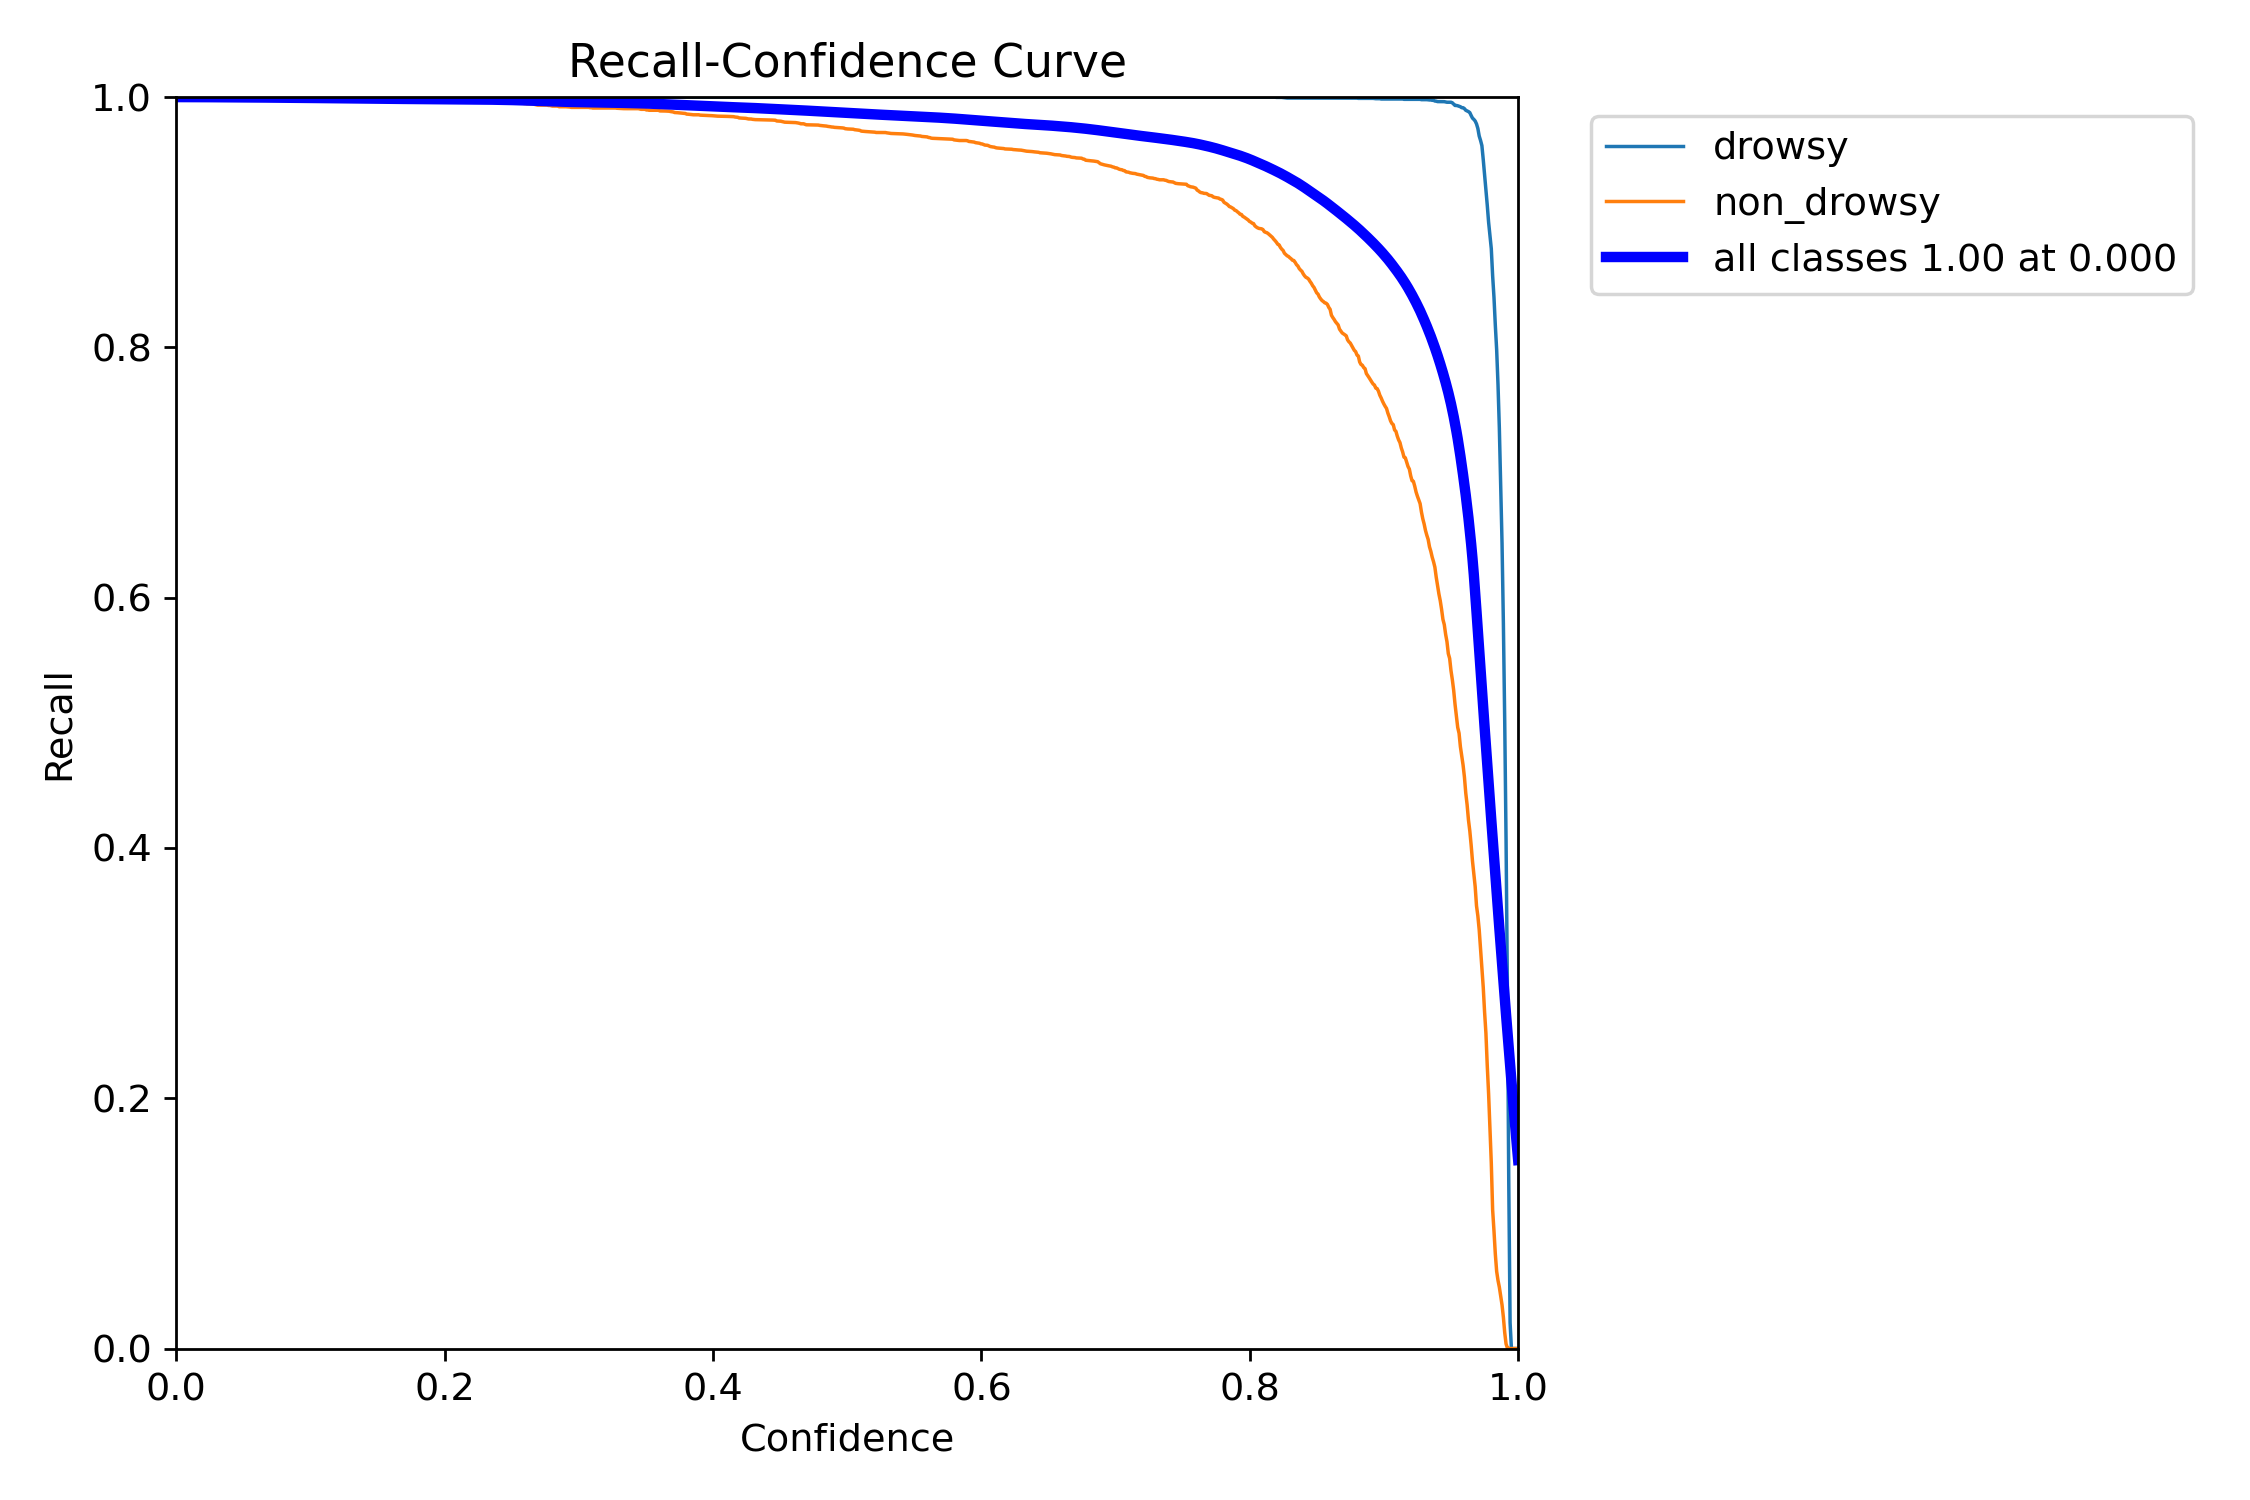 Recall-Confidence Curve
1.0
0.8
0.6
0.4
0.2
0.0
Recall
0.0 0.2 0.4 0.6 0.8 1.0
Confidence
drowsy
non_drowsy
all classes 1.00 at 0.000